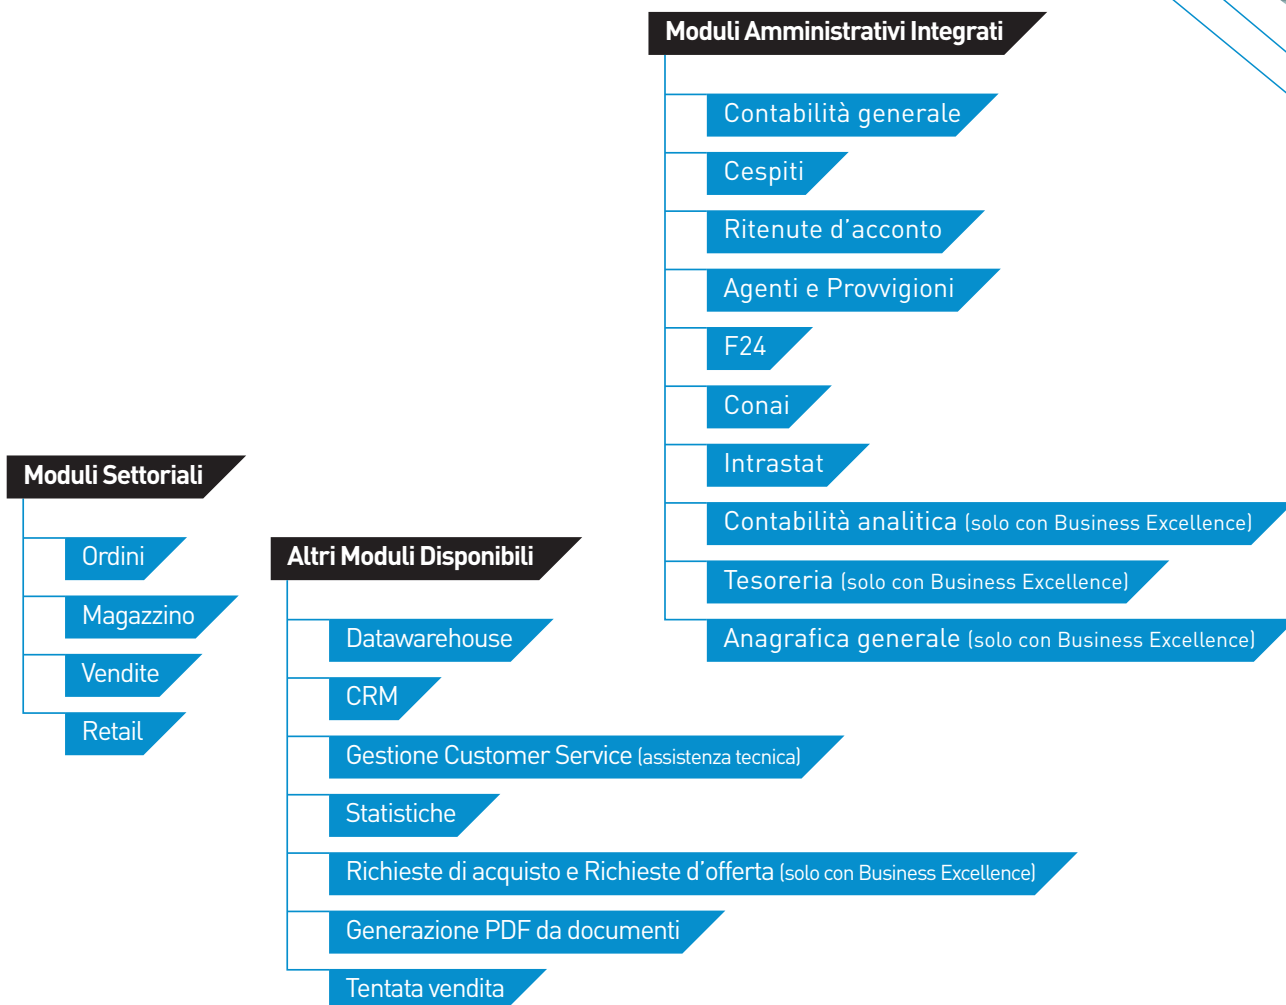 Moduli Amministrativi Integrati
Contabilità generale
Cespiti
Ritenute d’acconto
Agenti e Provvigioni
F24
Conai
Intrastat
Contabilità analitica (solo con Business Excellence)
Tesoreria (solo con Business Excellence)
Anagrafica generale (solo con Business Excellence)
Moduli Settoriali
Ordini
Magazzino
Vendite
Retail
Altri Moduli Disponibili
Datawarehouse
CRM
Gestione Customer Service (assistenza tecnica)
Statistiche
Richieste di acquisto e Richieste d’offerta (solo con Business Excellence)
Generazione PDF da documenti
Tentata vendita